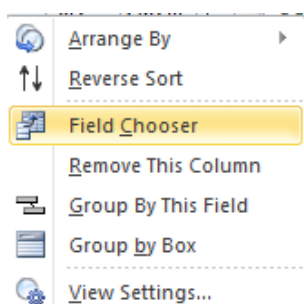 Arrange By
Reverse Sort
Field Chooser
Remove This Column
Group By This Field
Group by Box
View Settings...